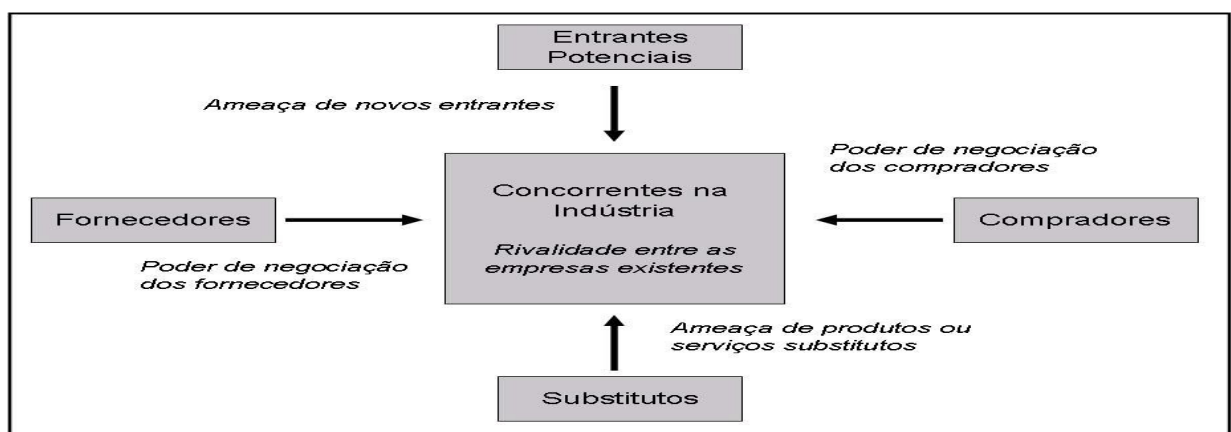 Entrantes
Potenciais
Ameaça de novos entrantes
Poder de negociação
dos compradores
Concorrentes na
Indústria
Rivalidade entre as
empresas existentes
Fornecedores
Compradores
Poder de negociação
dos fornecedores
Ameaça de produtos ou
serviços substitutos
Substitutos